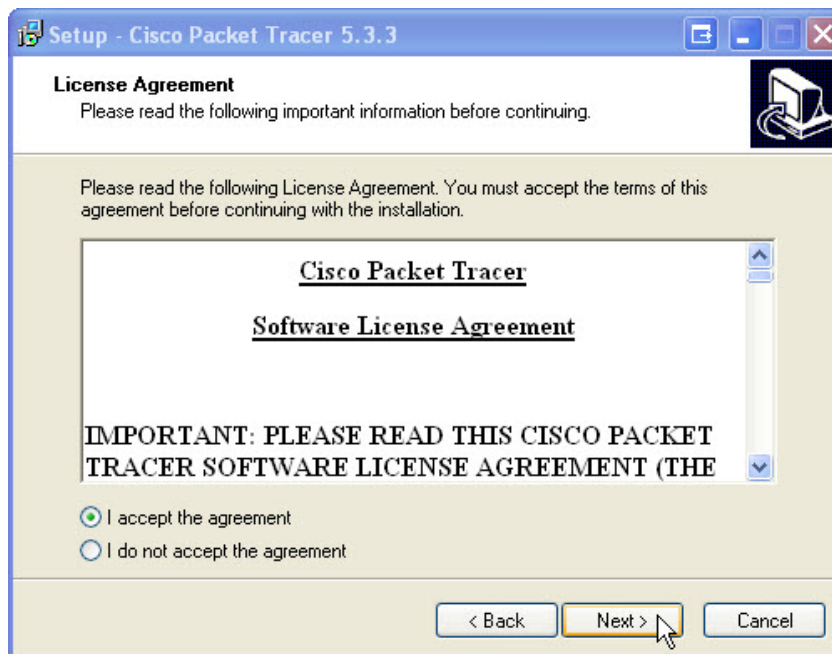 Setup - Cisco Packet Tracer 5.3.3
License Agreement
Please read the following important information before continuing.
Please read the following License Agreement. You must accept the terms of this
agreement before continuing with the installation.
Cisco Packet Tracer
Software License Agreement
IMPORTANT: PLEASE READ THIS CISCO PACKET
TRACER SOFTWARE LICENSE AGREEMENT (THE
I accept the agreement
I do not accept the agreement
< Back Next > Cancel